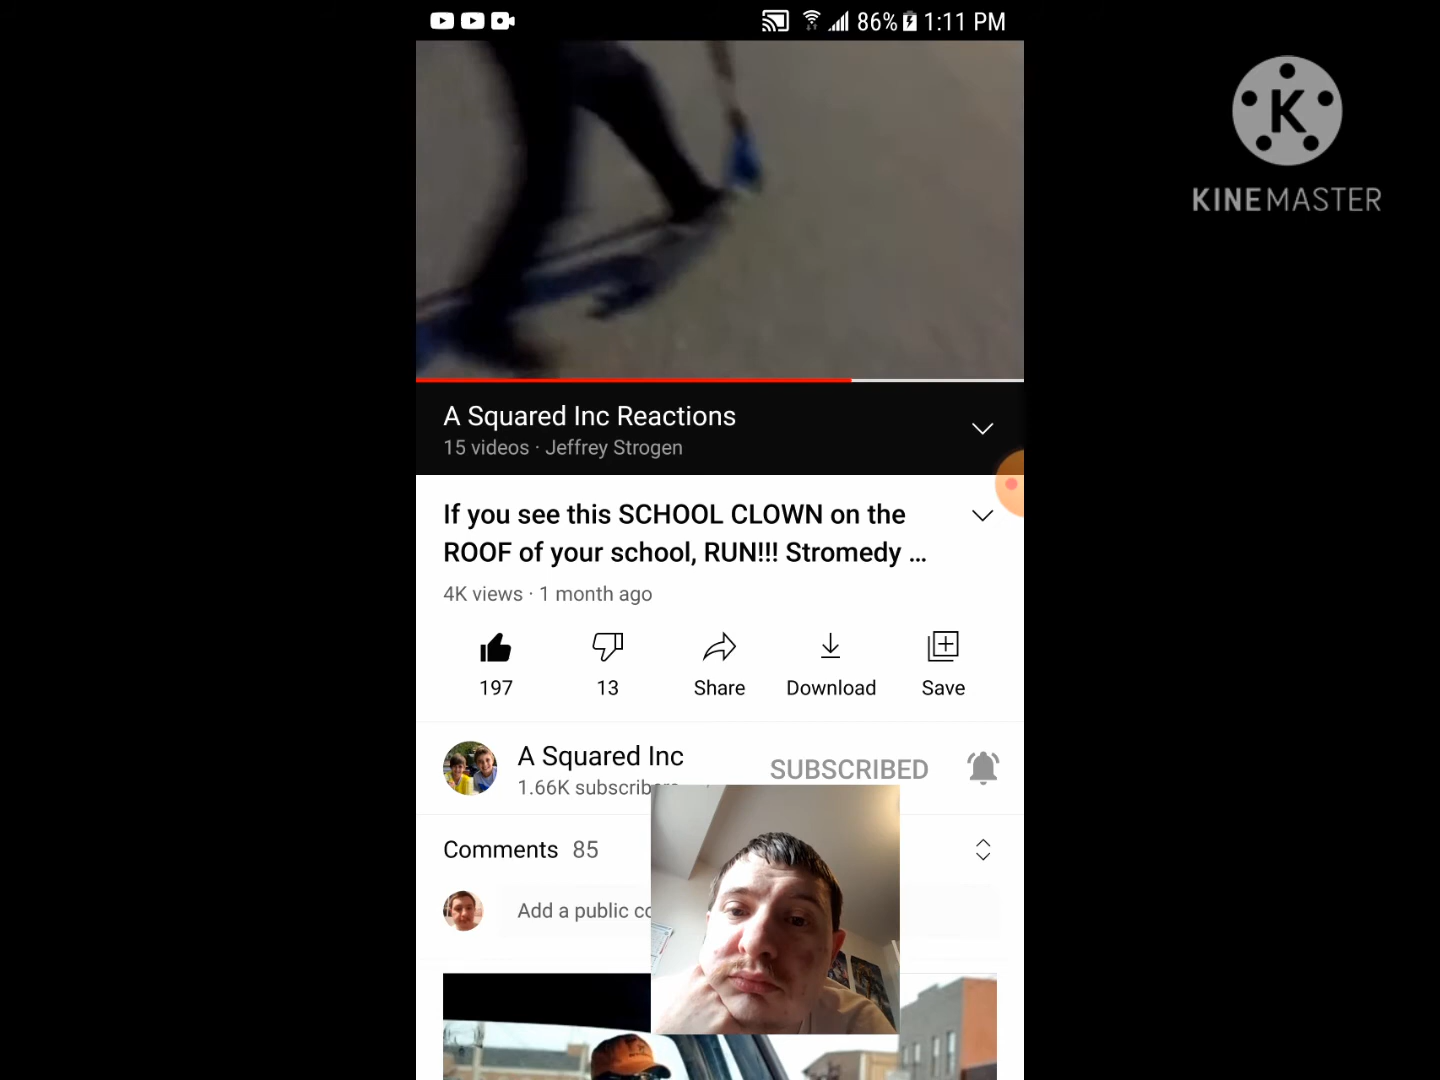 86% 1:11 PM
K
KINEMASTER
A Squared Inc Reactions
15 videos · Jeffrey Strogen
If you see this SCHOOL CLOWN on the
ROOF of your school, RUN!!! Stromedy ...
4K views · 1 month ago
197 13 Share Download Save
A Squared Inc SUBSCRIBED
1.66K subscribers
Comments 85
Add a public co